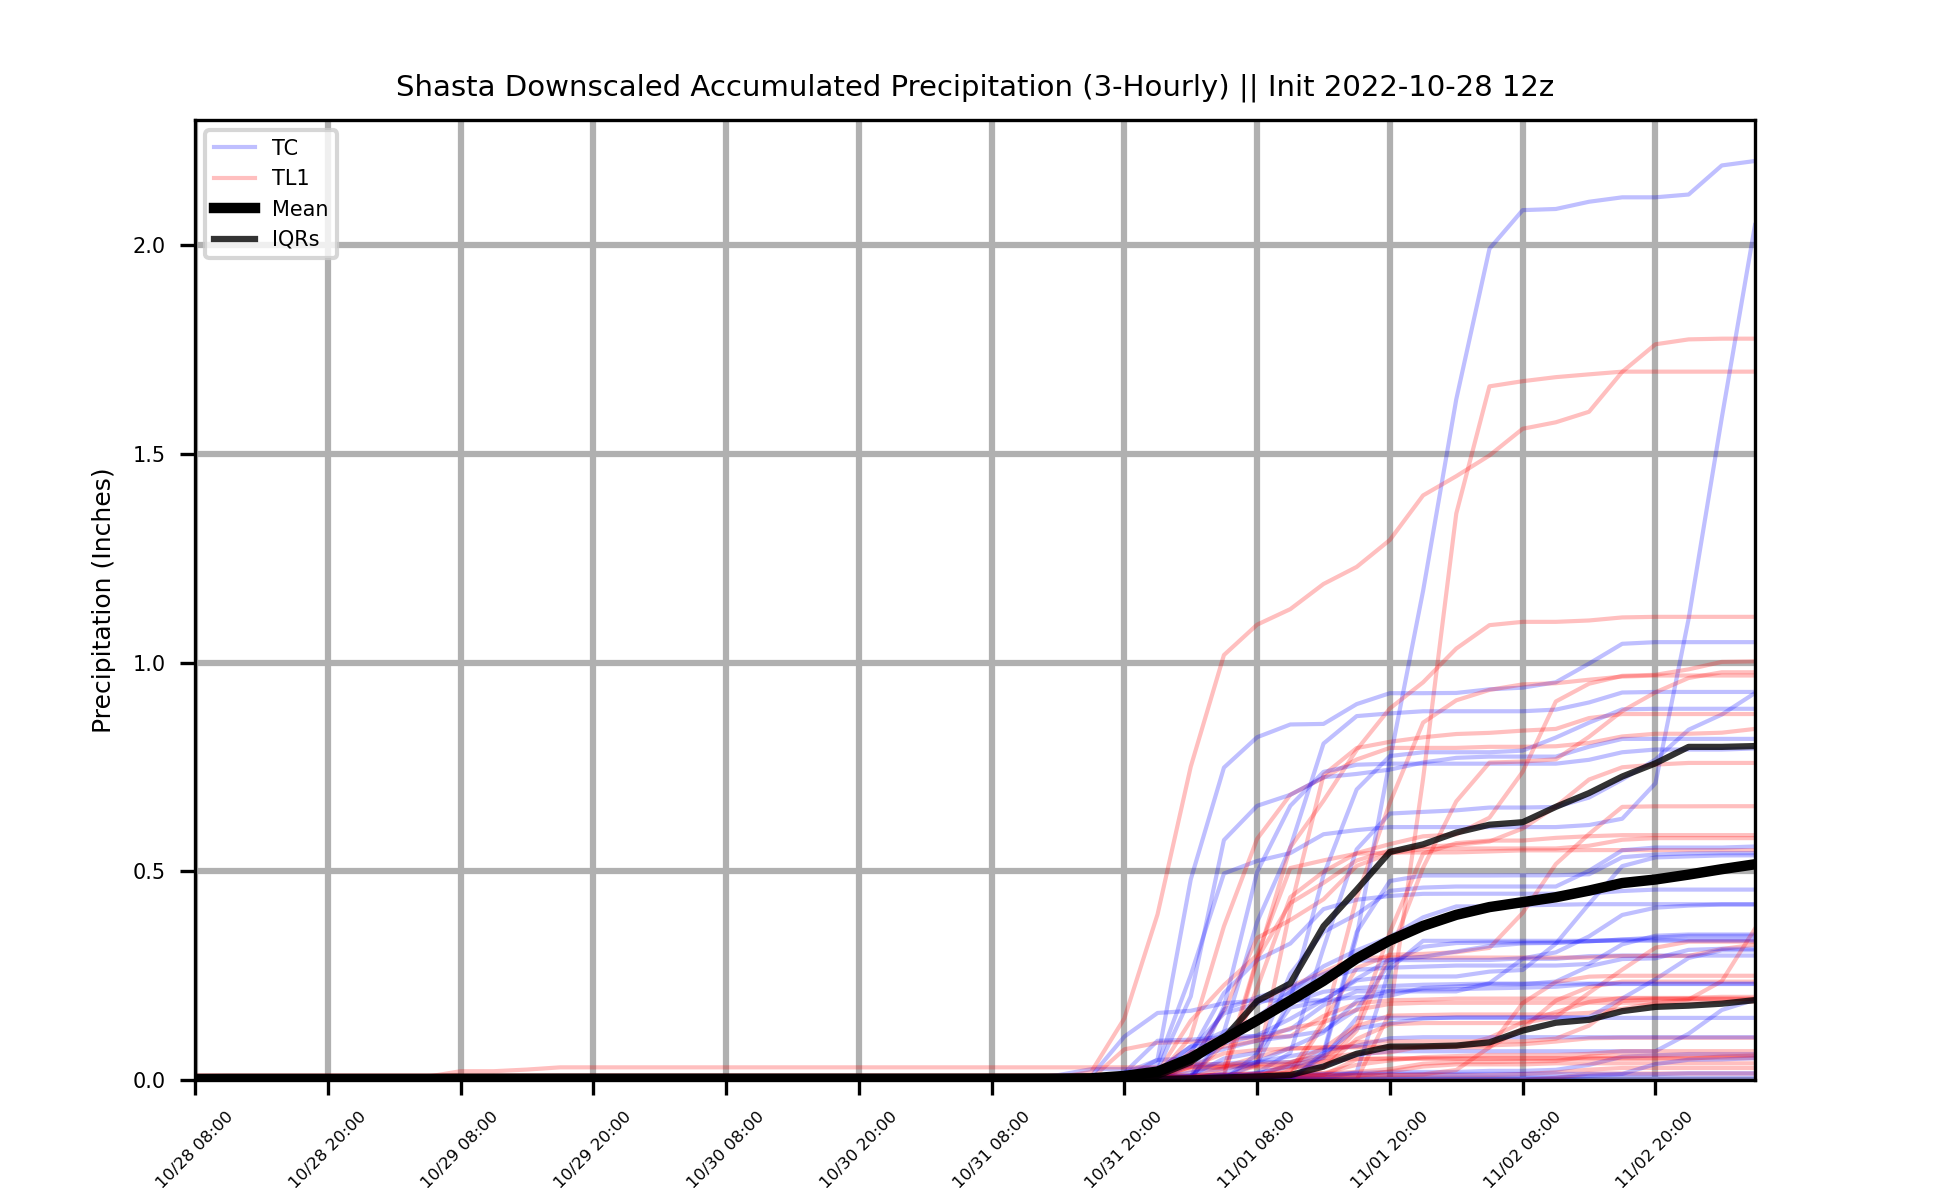 Shasta Downscaled Accumulated Precipitation (3-Hourly) || Init 2022-10-28 12z
TC
TL1
Mean
IQRs
Precipitation (Inches)
2.0
1.5
1.0
0.5
0.0
10/28 08:00
10/28 20:00
10/29 08:00
10/29 20:00
10/30 08:00
10/30 20:00
10/31 08:00
10/31 20:00
11/01 08:00
11/01 20:00
11/02 08:00
11/02 20:00